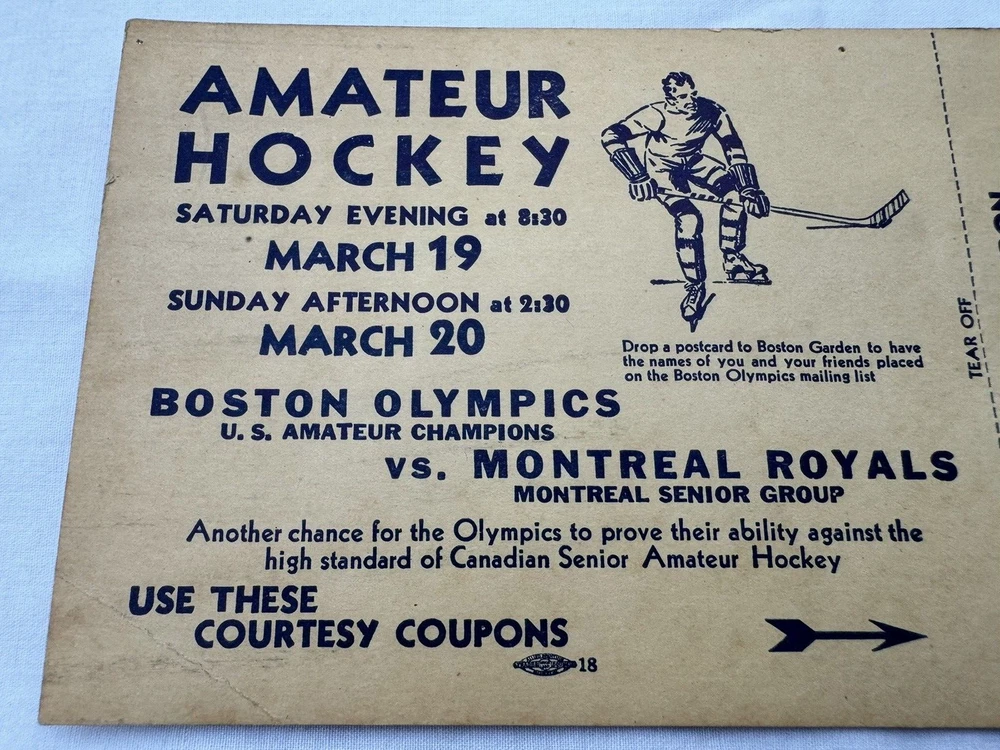 AMATEUR
HOCKEY
SATURDAY EVENING at 8:30
MARCH 19
SUNDAY AFTERNOON at 2:30
MARCH 20
Drop a postcard to Boston Garden to have
the names of you and your friends placed
on the Boston Olympics mailing list
BOSTON OLYMPICS
U. S. AMATEUR CHAMPIONS
vs. MONTREAL ROYALS
MONTREAL SENIOR GROUP
Another chance for the Olympics to prove their ability against the
high standard of Canadian Senior Amateur Hockey
USE THESE
COURTESY COUPONS
18
TEAR OFF